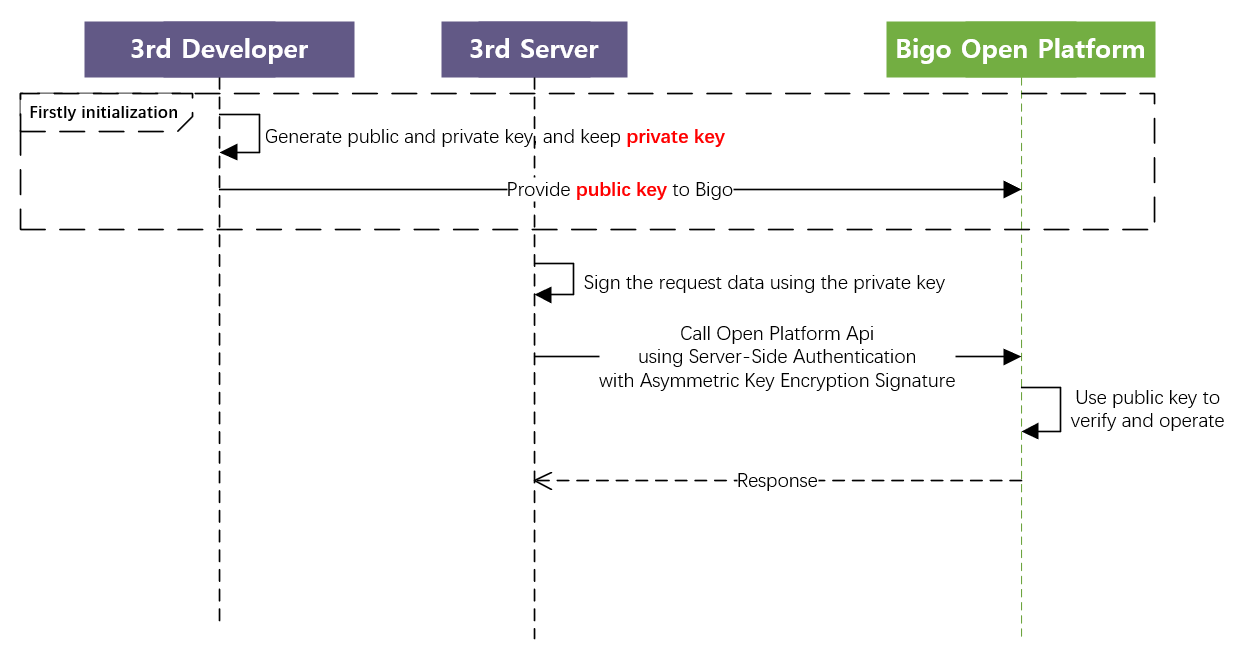 3rd Developer
3rd Server
Bigo Open Platform
Firstly initialization
Generate public and private key, and keep private key
Provide public key to Bigo
Sign the request data using the private key
Call Open Platform Api
using Server-Side Authentication
with Asymmetric Key Encryption Signature
Use public key to
verify and operate
Response